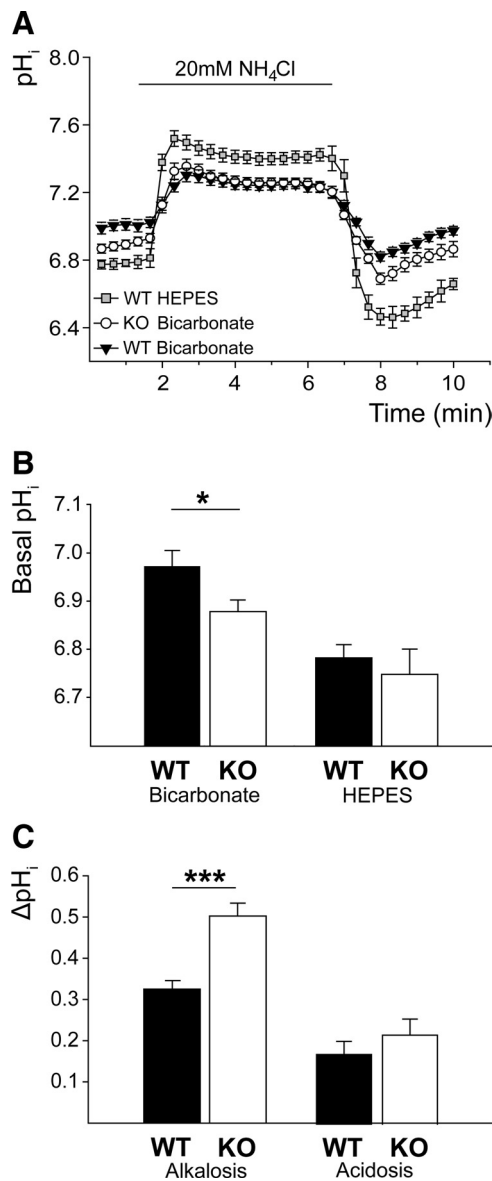 A
pHi
8.0
7.6
7.2
6.8
6.4
20mM NH4Cl
WT HEPES
KO Bicarbonate
WT Bicarbonate
2 4 6 8 10
Time (min)
B
Basal pHi
7.1
7.0
6.9
6.8
6.7
*
WT KO WT KO
Bicarbonate HEPES
C
ΔpHi
0.6
0.5
0.4
0.3
0.2
0.1
***
WT KO WT KO
Alkalosis Acidosis